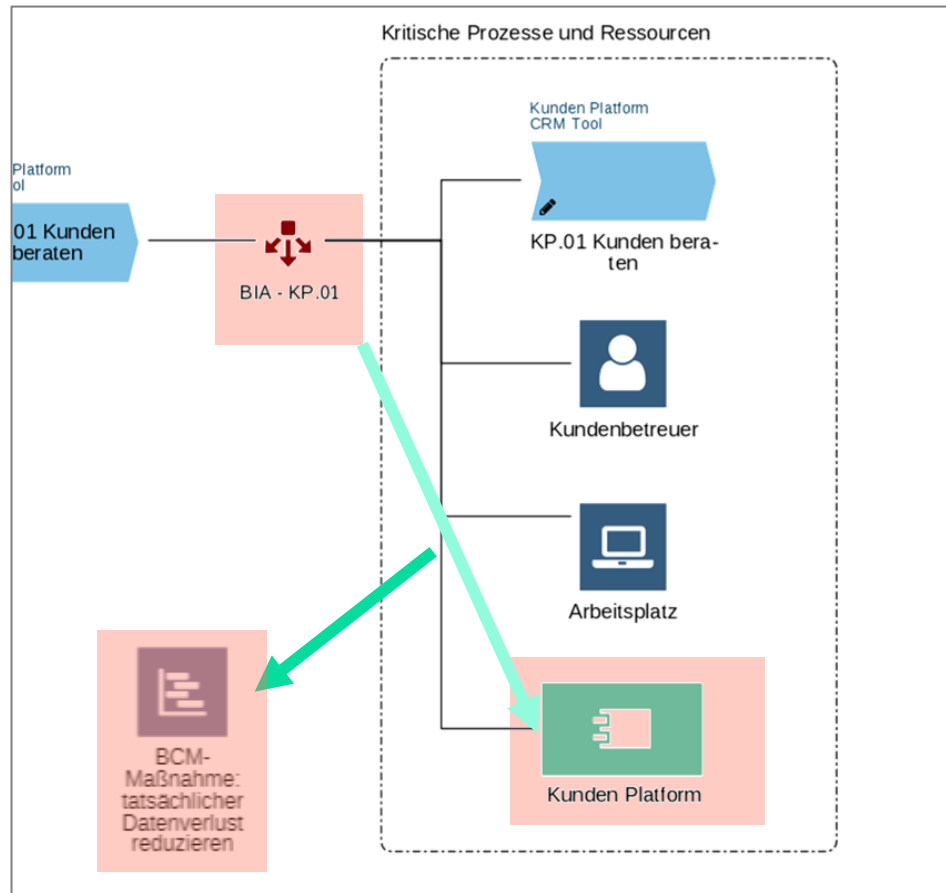 Kritische Prozesse und Ressourcen
Kunden Platform
CRM Tool
Platform
ol
01 Kunden
beraten
BIA - KP.01
KP.01 Kunden bera-
ten
Kundenbetreuer
Arbeitsplatz
Kunden Platform
BCM-
Maßnahme:
tatsächlicher
Datenverlust
reduzieren